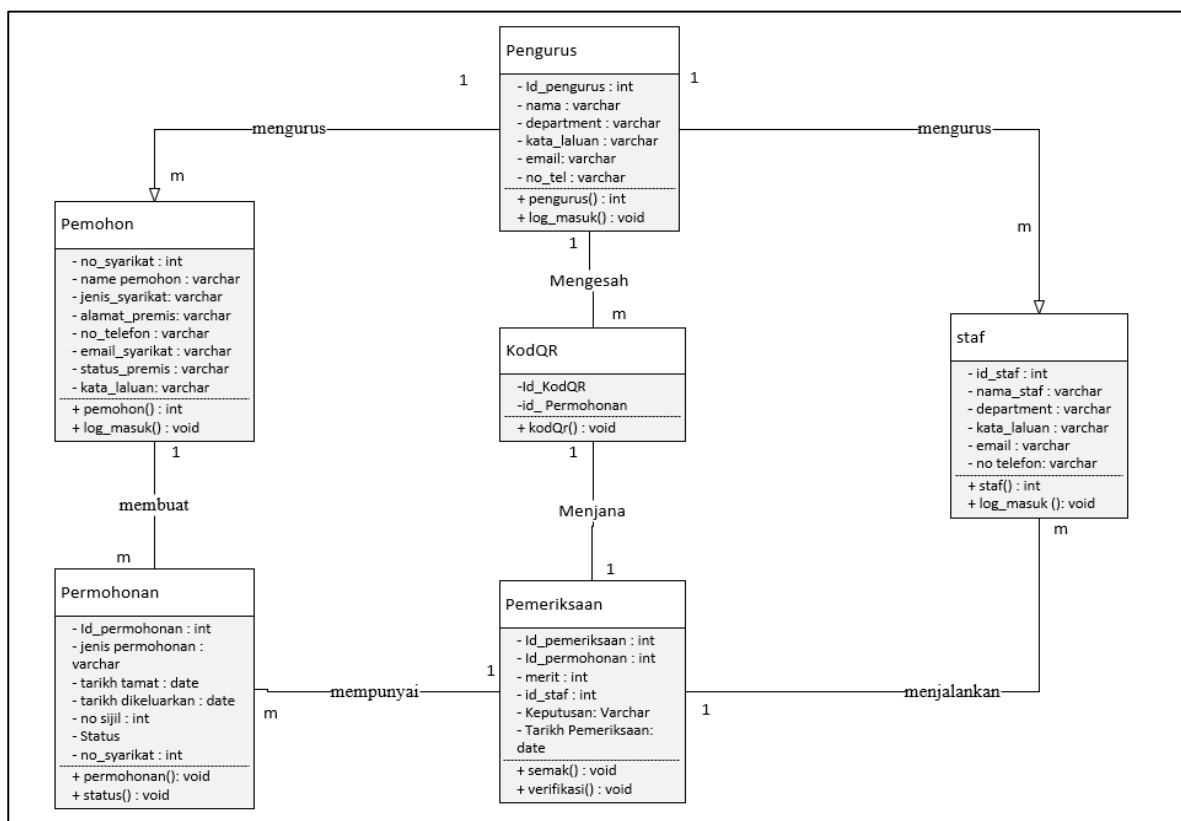 Pengurus
- Id_pengurus : int
- nama : varchar
- department : varchar
- kata_laluan : varchar
- email: varchar
- no_tel : varchar
+ pengurus() : int
+ log_masuk() : void
1
1
mengurus
mengurus
m
m
1
Mengesah
m
Pemohon
- no_syarikat : int
- name pemohon : varchar
- jenis_syarikat: varchar
- alamat_premis: varchar
- no_telefon : varchar
- email_syarikat : varchar
- status_premis : varchar
- kata_laluan: varchar
+ pemohon() : int
+ log_masuk() : void
1
membuat
m
KodQR
-Id_KodQR
-id_ Permohonan
+ kodQr() : void
1
Menjana
1
staf
- id_staf : int
- nama_staf : varchar
- department : varchar
- kata_laluan : varchar
- email : varchar
- no telefon: varchar
+ staf() : int
+ log_masuk (): void
m
Permohonan
- Id_permohonan : int
- jenis permohonan :
varchar
- tarikh tamat : date
- tarikh dikeluarkan : date
- no sijil : int
- Status
- no_syarikat : int
+ permohonan(): void
+ status() : void
m
mempunyai
1
Pemeriksaan
- Id_pemeriksaan : int
- Id_permohonan : int
- merit : int
- id_staf : int
- Keputusan: Varchar
- Tarikh Pemeriksaan:
date
+ semak() : void
+ verifikasi() : void
1
menjalankan